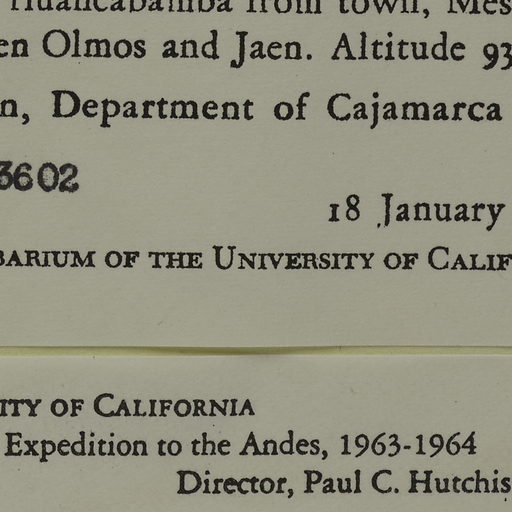 Huancabamba from town, Mes
en Olmos and Jaen. Altitude 93
n, Department of Cajamarca
3602
18 January
BARIUM OF THE UNIVERSITY OF CALIF
ITY OF CALIFORNIA
Expedition to the Andes, 1963-1964
Director, Paul C. Hutchis